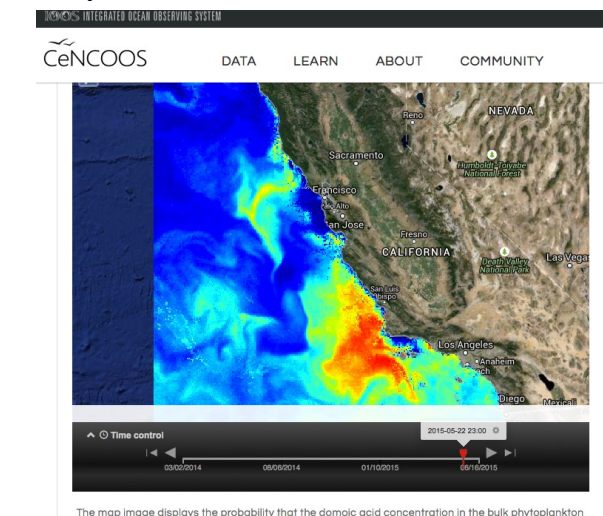 IOOS INTEGRATED OCEAN OBSERVING SYSTEM
CeNCOOS
DATA LEARN ABOUT COMMUNITY
Reno
NEVADA
Sacramento
Humboldt-Toiyabe
National Forest
Francisco
Palo Alto
San Jose
Fresno
CALIFORNIA
Death Valley
National Park
Las Vegas
San Luis
Obispo
Los Angeles
Anaheim
ach
Diego
Mexicali
2015-05-22 23:00
Time control
03/02/2014 08/06/2014 01/10/2015 06/16/2015
The map image displays the probability that the domoic acid concentration in the bulk phytoplankton